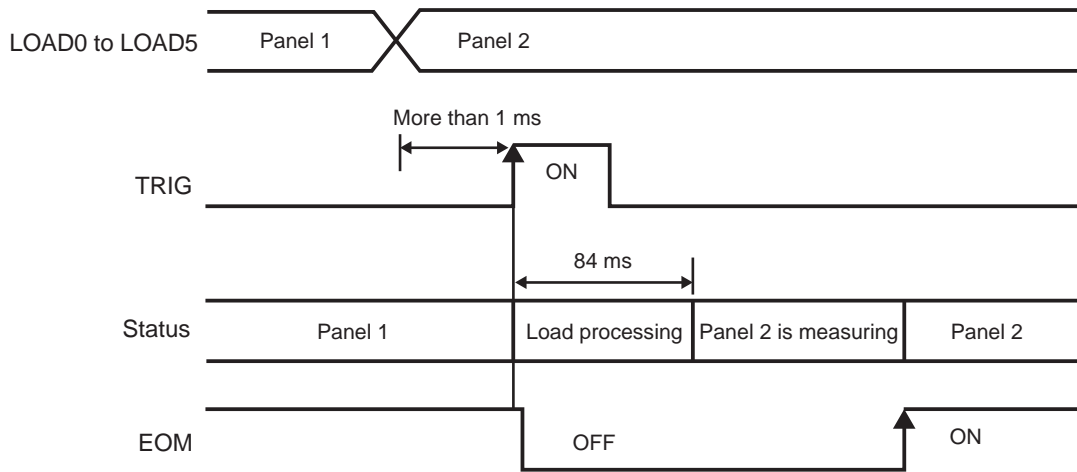 LOAD0 to LOAD5 Panel 1 Panel 2
More than 1 ms
TRIG ON
84 ms
Status Panel 1 Load processing Panel 2 is measuring Panel 2
EOM OFF ON